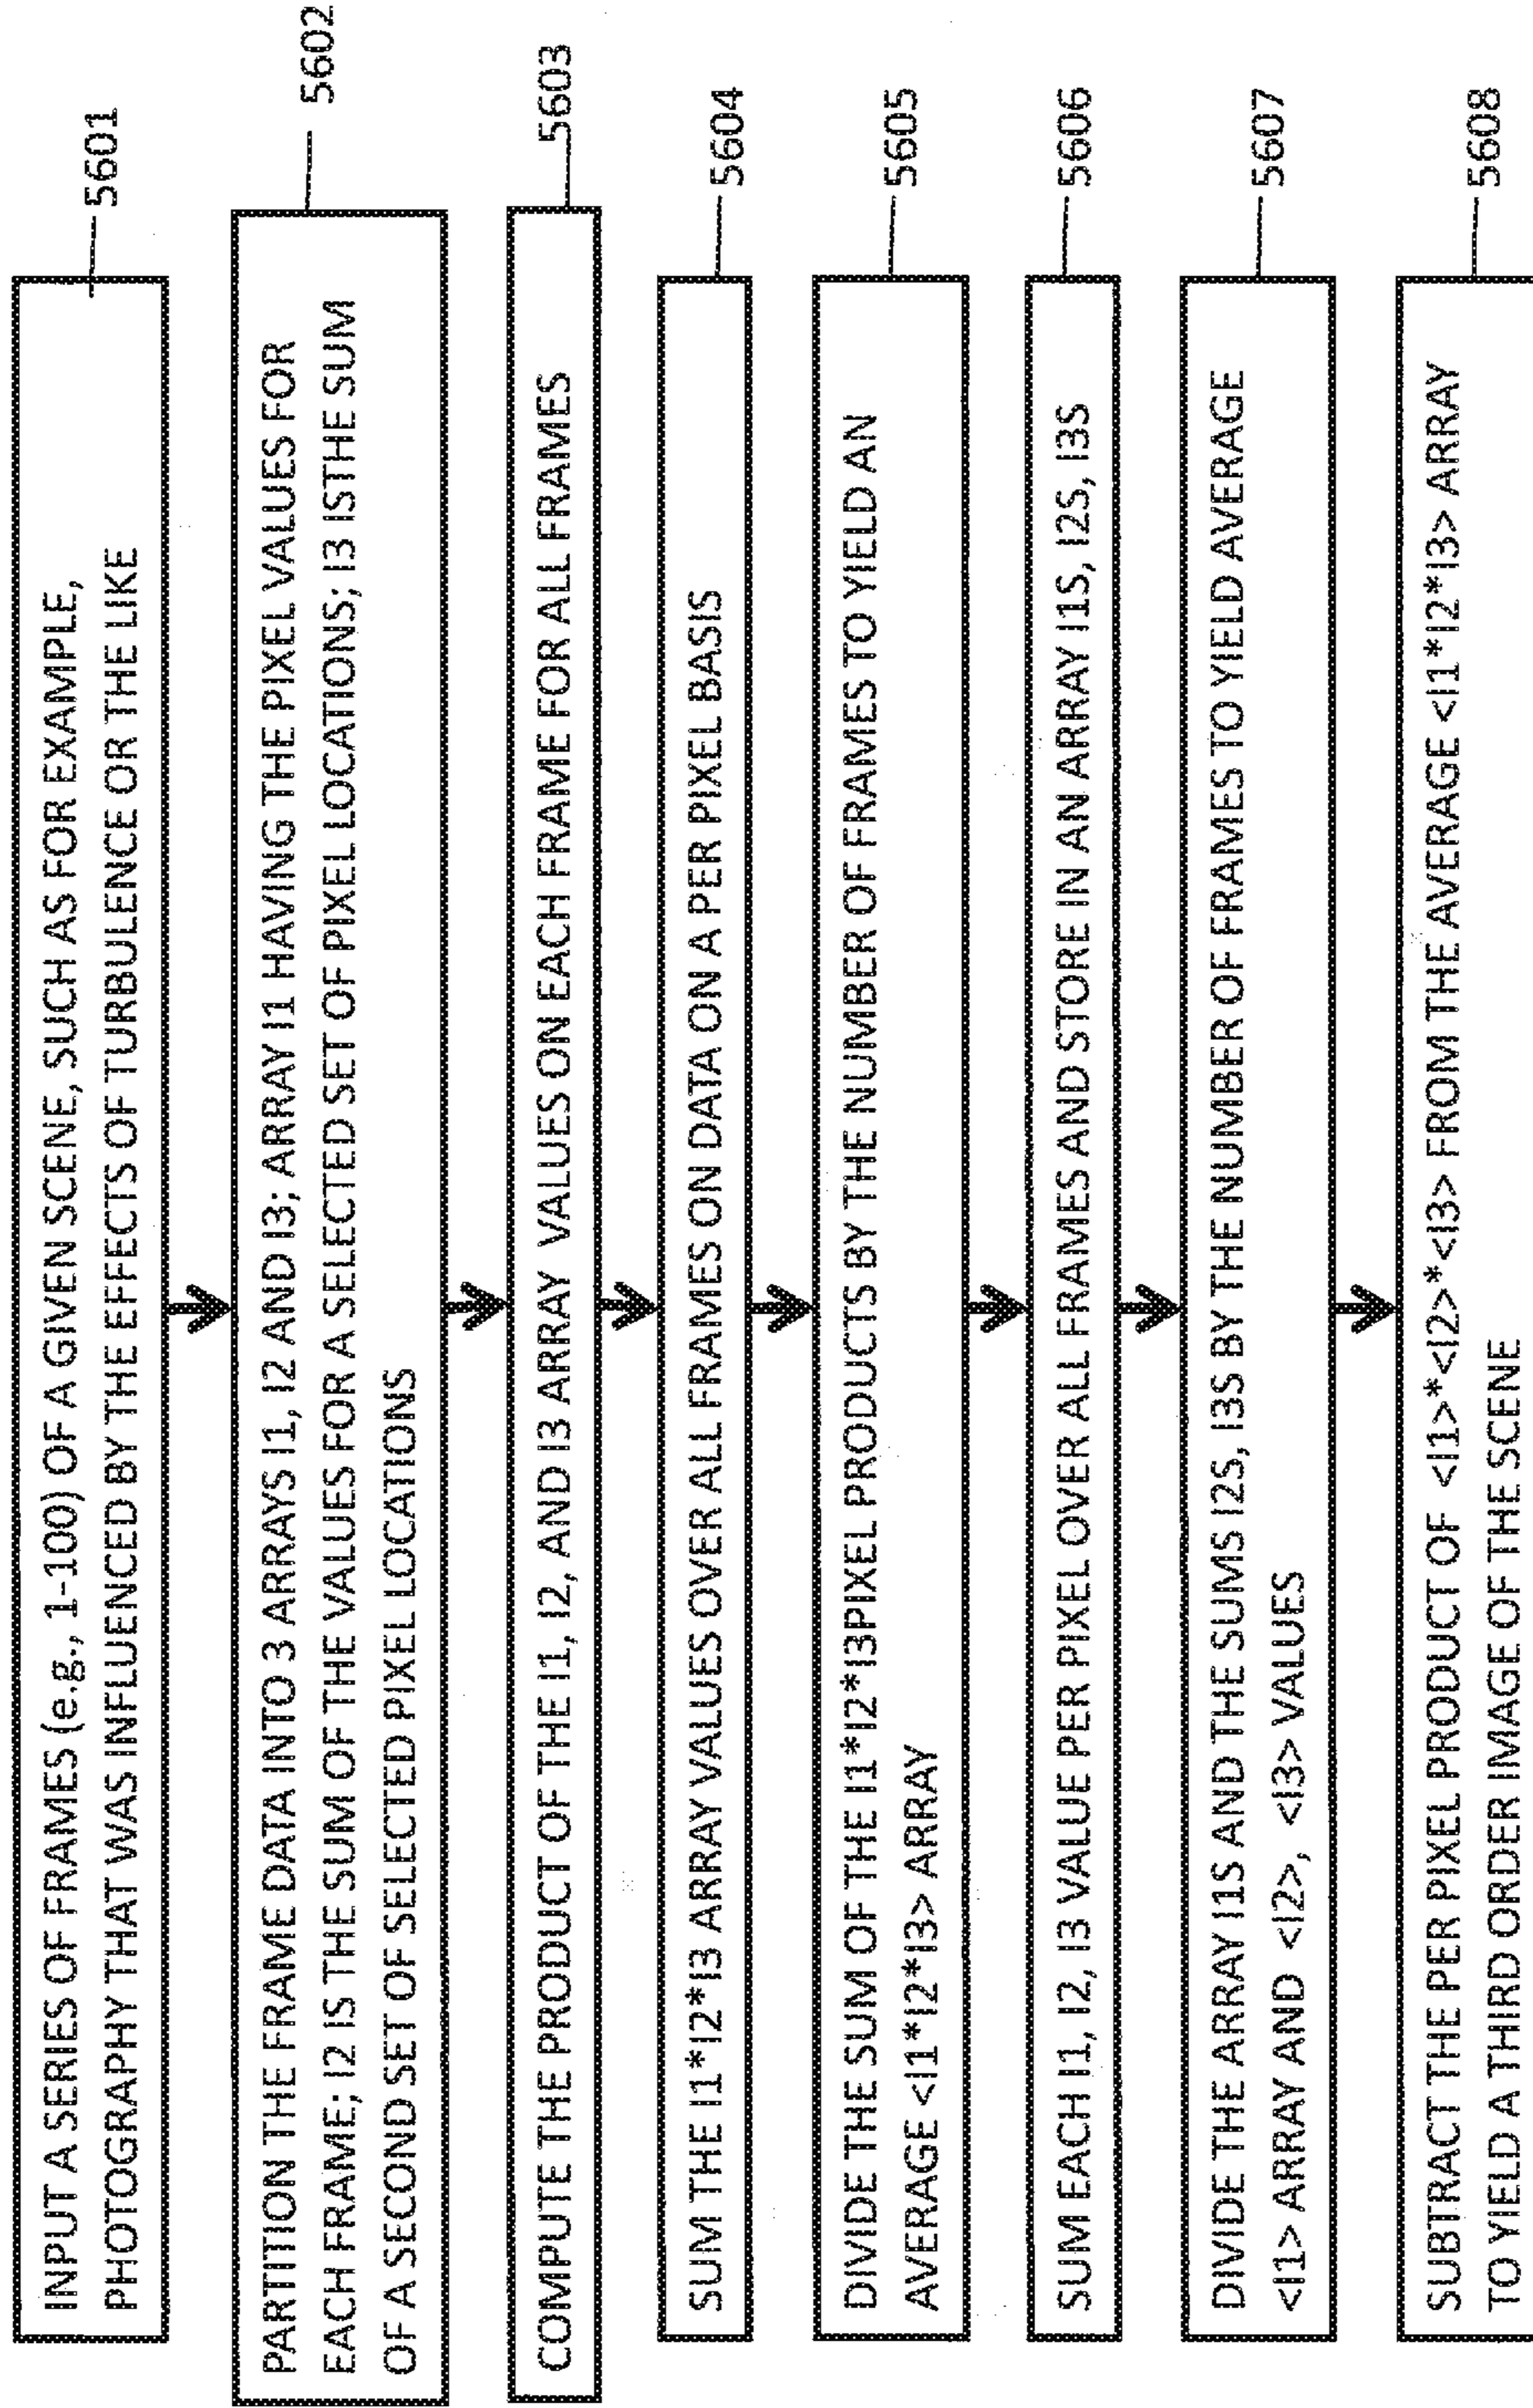 INPUT A SERIES OF FRAMES (e.g., 1-100) OF A GIVEN SCENE, SUCH AS FOR EXAMPLE,
PHOTOGRAPHY THAT WAS INFLUENCED BY THE EFFECTS OF TURBULENCE OR THE LIKE
5601
PARTITION THE FRAME DATA INTO 3 ARRAYS I1, I2 AND I3; ARRAY I1 HAVING THE PIXEL VALUES FOR
EACH FRAME; I2 IS THE SUM OF THE VALUES FOR A SELECTED SET OF PIXEL LOCATIONS; I3 ISTHE SUM
OF A SECOND SET OF SELECTED PIXEL LOCATIONS
5602
COMPUTE THE PRODUCT OF THE I1, I2, AND I3 ARRAY VALUES ON EACH FRAME FOR ALL FRAMES
5603
SUM THE I1*I2*I3 ARRAY VALUES OVER ALL FRAMES ON DATA ON A PER PIXEL BASIS
5604
DIVIDE THE SUM OF THE I1*I2*I3PIXEL PRODUCTS BY THE NUMBER OF FRAMES TO YIELD AN
AVERAGE <I1*I2*I3> ARRAY
5605
SUM EACH I1, I2, I3 VALUE PER PIXEL OVER ALL FRAMES AND STORE IN AN ARRAY I1S, I2S, I3S
5606
DIVIDE THE ARRAY I1S AND THE SUMS I2S, I3S BY THE NUMBER OF FRAMES TO YIELD AVERAGE
<I1> ARRAY AND <I2>, <I3> VALUES
5607
SUBTRACT THE PER PIXEL PRODUCT OF <I1>*<I2>*<I3> FROM THE AVERAGE <I1*I2*I3> ARRAY
TO YIELD A THIRD ORDER IMAGE OF THE SCENE
5608